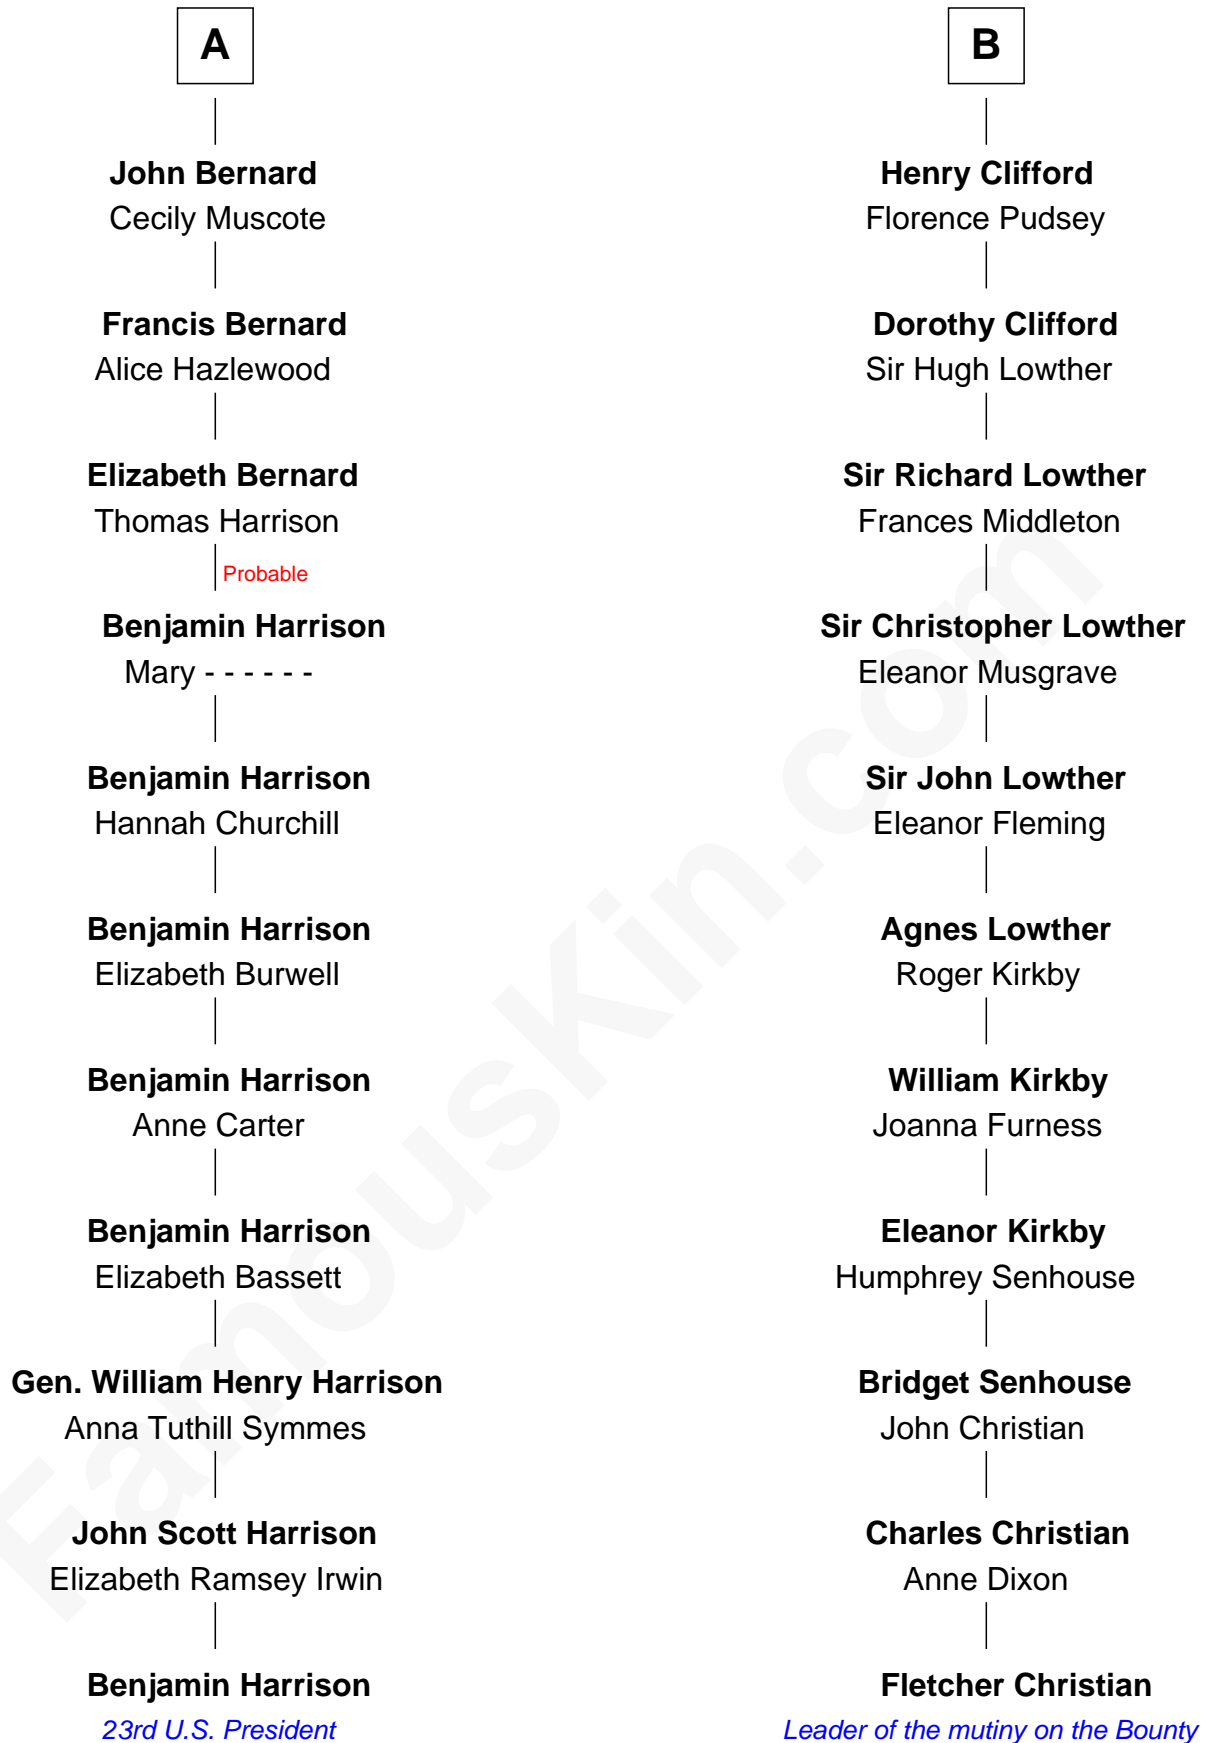 A
John Bernard
Cecily Muscote
Francis Bernard
Alice Hazlewood
Elizabeth Bernard
Thomas Harrison
Probable
Benjamin Harrison
Mary - - - - - -
Benjamin Harrison
Hannah Churchill
Benjamin Harrison
Elizabeth Burwell
Benjamin Harrison
Anne Carter
Benjamin Harrison
Elizabeth Bassett
Gen. William Henry Harrison
Anna Tuthill Symmes
John Scott Harrison
Elizabeth Ramsey Irwin
Benjamin Harrison
23rd U.S. President
B
Henry Clifford
Florence Pudsey
Dorothy Clifford
Sir Hugh Lowther
Sir Richard Lowther
Frances Middleton
Sir Christopher Lowther
Eleanor Musgrave
Sir John Lowther
Eleanor Fleming
Agnes Lowther
Roger Kirkby
William Kirkby
Joanna Furness
Eleanor Kirkby
Humphrey Senhouse
Bridget Senhouse
John Christian
Charles Christian
Anne Dixon
Fletcher Christian
Leader of the mutiny on the Bounty
FamousKin.com